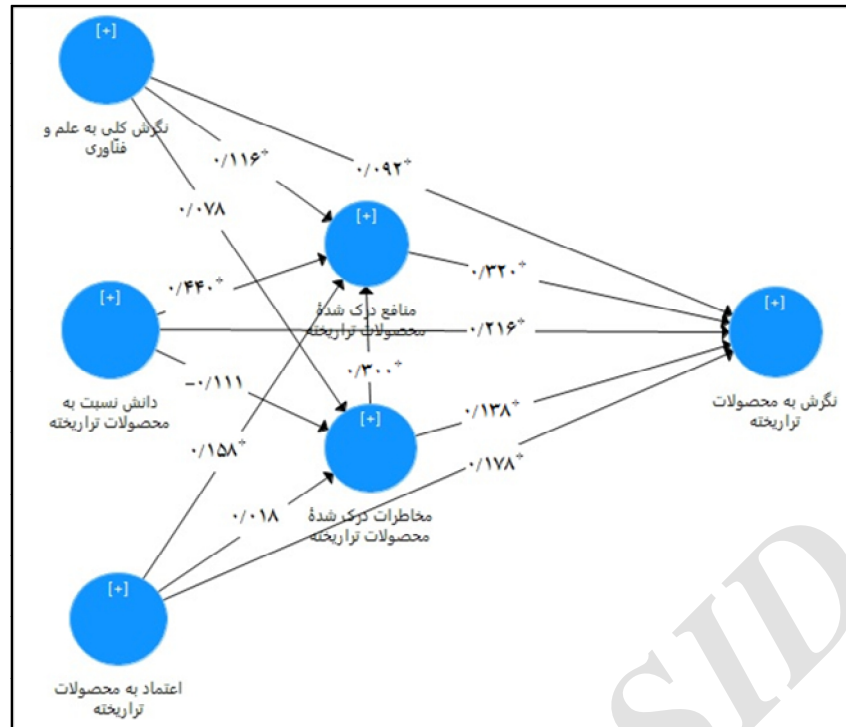 [+]
نگرش کلی به علم و
فنّاوری
۰/۱۱۶÷
۰/۰۹۲÷
۰/۰۷۸
[+]
منافع درک شدهٔ
محصولات تراریخته
۰/۳۲۰÷
[+]
دانش نسبت به
محصولات تراریخته
۰/۴۴۰÷
۰/۲۱۶÷
[+]
نگرش به محصولات
تراریخته
−۰/۱۱۱
۰/۳۰۰÷
۰/۱۳۸÷
[+]
مخاطرات درک شدهٔ
محصولات تراریخته
۰/۱۵۸÷
۰/۱۷۸÷
۰/۰۱۸
[+]
اعتماد به محصولات
تراریخته
SID